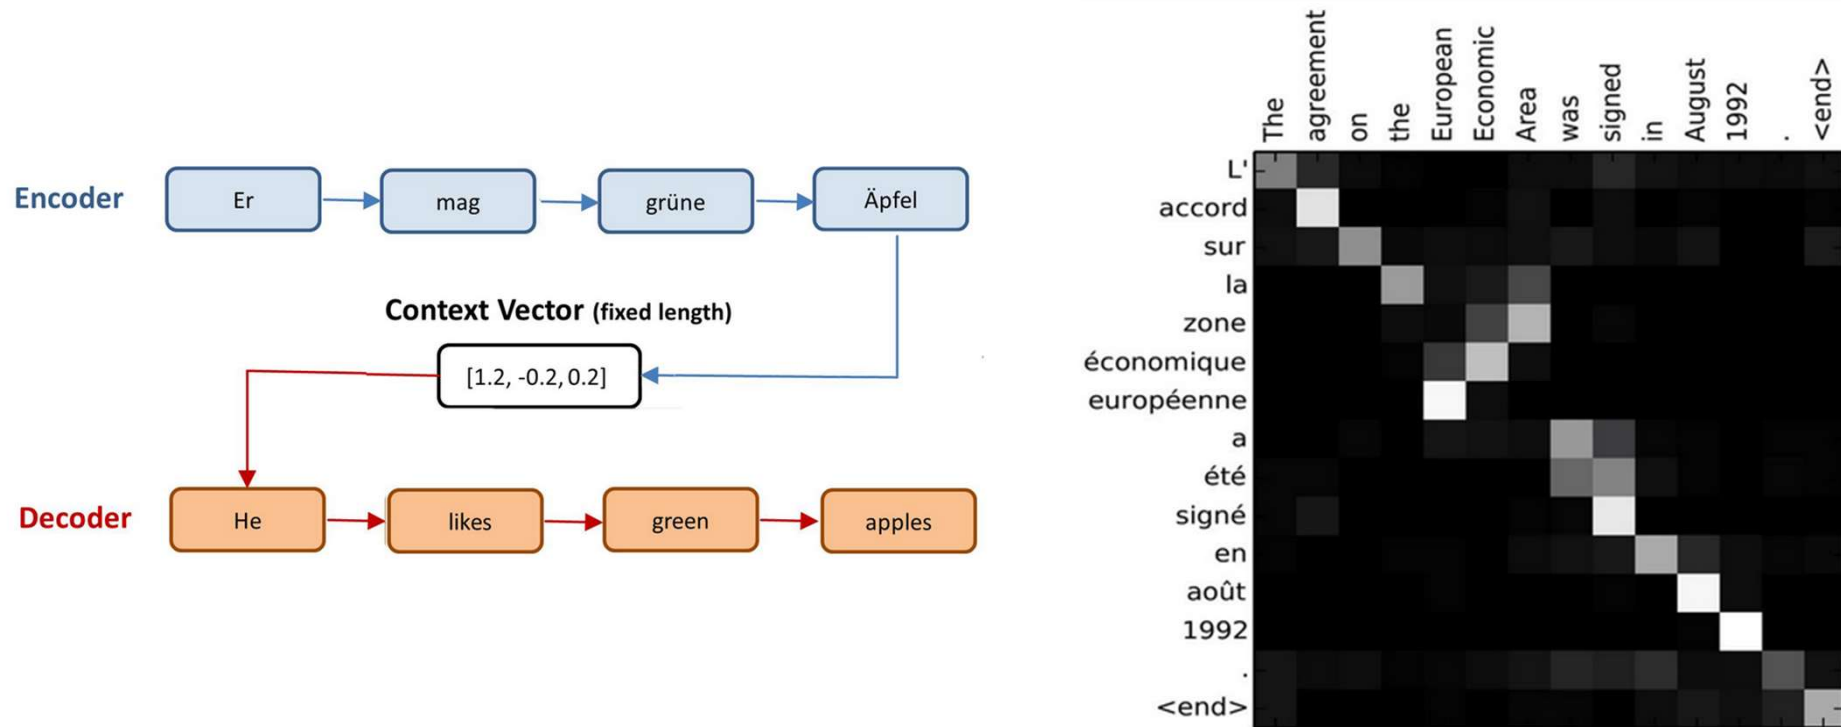 Encoder
Er
mag
grüne
Äpfel
Context Vector (fixed length)
[1.2, -0.2, 0.2]
Decoder
He
likes
green
apples
The
agreement
on
the
European
Economic
Area
was
signed
in
August
1992
.
<end>
L'
accord
sur
la
zone
économique
européenne
a
été
signé
en
août
1992
.
<end>